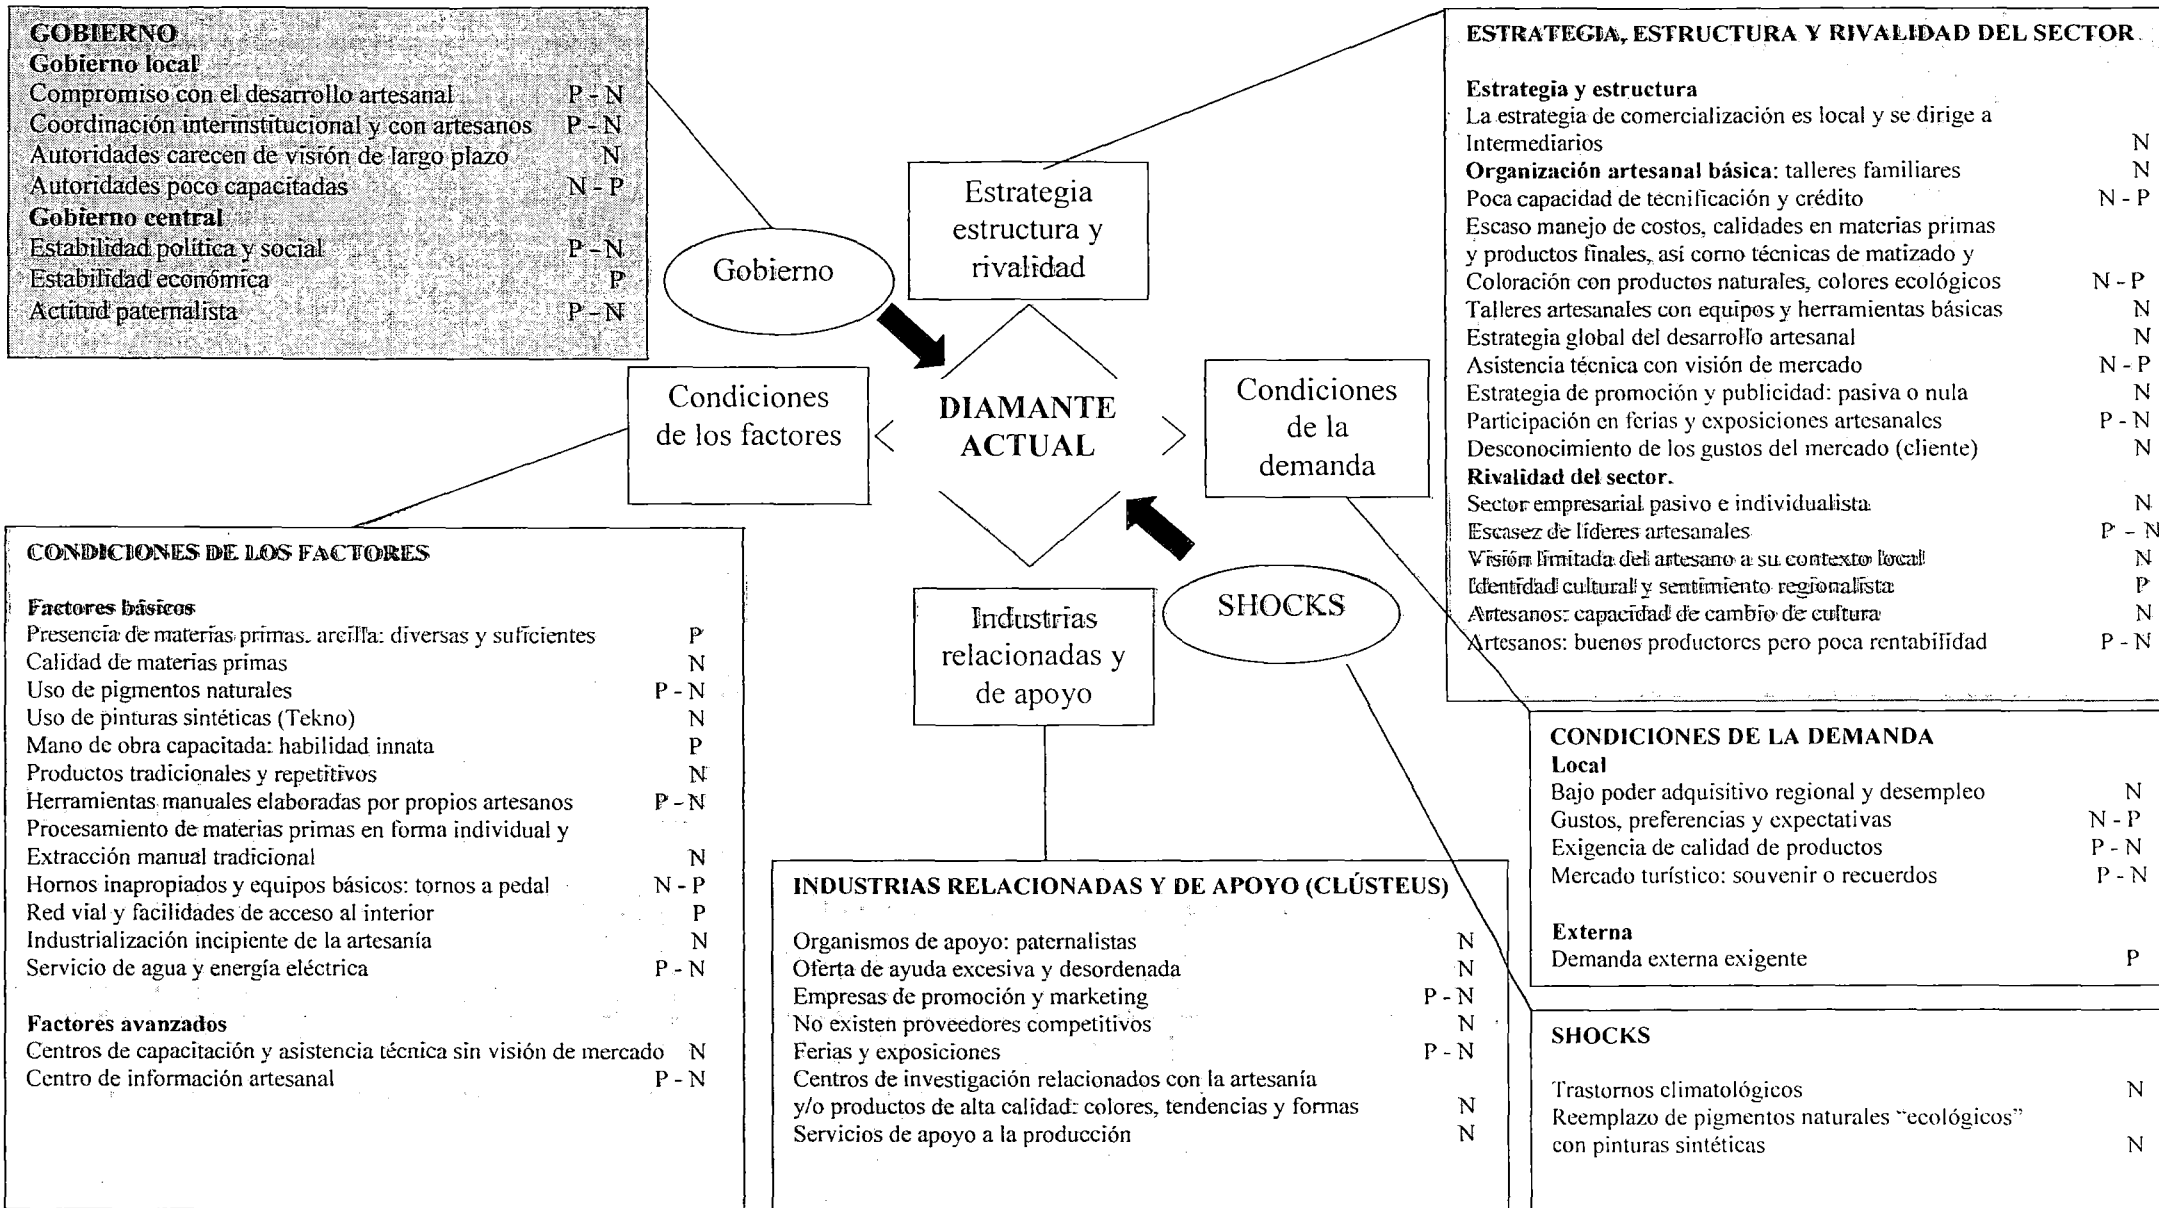 GOBIERNO
Gobierno local
Compromiso con el desarrollo artesanal P - N
Coordinación interinstitucional y con artesanos P - N
Autoridades carecen de visión de largo plazo N
Autoridades poco capacitadas N - P
Gobierno central
Estabilidad política y social P - N
Estabilidad económica P
Actitud paternalista P - N
Gobierno
Estrategia
estructura y
rivalidad
Condiciones
de los factores
DIAMANTE
ACTUAL
Condiciones
de la
demanda
Industrias
relacionadas y
de apoyo
SHOCKS
ESTRATEGIA, ESTRUCTURA Y RIVALIDAD DEL SECTOR
Estrategia y estructura
La estrategia de comercialización es local y se dirige a
Intermediarios N
Organización artesanal básica: talleres familiares N
Poca capacidad de tecnificación y crédito N - P
Escaso manejo de costos, calidades en materias primas
y productos finales, así como técnicas de matizado y
Coloración con productos naturales, colores ecológicos N - P
Talleres artesanales con equipos y herramientas básicas N
Estrategia global del desarrollo artesanal N
Asistencia técnica con visión de mercado N - P
Estrategia de promoción y publicidad: pasiva o nula N
Participación en ferias y exposiciones artesanales P - N
Desconocimiento de los gustos del mercado (cliente) N
Rivalidad del sector.
Sector empresarial pasivo e individualista N
Escasez de líderes artesanales P - N
Visión limitada del artesano a su contexto local N
Identidad cultural y sentimiento regionalista P
Artesanos: capacidad de cambio de cultura N
Artesanos: buenos productores pero poca rentabilidad P - N
CONDICIONES DE LOS FACTORES
Factores básicos
Presencia de materias primas. arcilla: diversas y suficientes P
Calidad de materias primas N
Uso de pigmentos naturales P - N
Uso de pinturas sintéticas (Tekno) N
Mano de obra capacitada: habilidad innata P
Productos tradicionales y repetitivos N
Herramientas manuales elaboradas por propios artesanos P - N
Procesamiento de materias primas en forma individual y
Extracción manual tradicional N
Hornos inapropiados y equipos básicos: tornos a pedal N - P
Red vial y facilidades de acceso al interior P
Industrialización incipiente de la artesanía N
Servicio de agua y energía eléctrica P - N
Factores avanzados
Centros de capacitación y asistencia técnica sin visión de mercado N
Centro de información artesanal P - N
INDUSTRIAS RELACIONADAS Y DE APOYO (CLÚSTEUS)
Organismos de apoyo: paternalistas N
Oferta de ayuda excesiva y desordenada N
Empresas de promoción y marketing P - N
No existen proveedores competitivos N
Ferias y exposiciones P - N
Centros de investigación relacionados con la artesanía
y/o productos de alta calidad: colores, tendencias y formas N
Servicios de apoyo a la producción N
CONDICIONES DE LA DEMANDA
Local
Bajo poder adquisitivo regional y desempleo N
Gustos, preferencias y expectativas N - P
Exigencia de calidad de productos P - N
Mercado turístico: souvenir o recuerdos P - N
Externa
Demanda externa exigente P
SHOCKS
Trastornos climatológicos N
Reemplazo de pigmentos naturales "ecológicos"
con pinturas sintéticas N